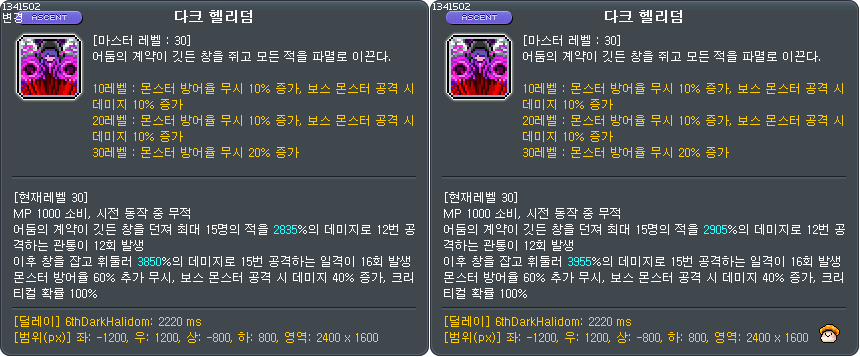 1341502
변경
ASCENT
다크 헬리덤
[마스터 레벨 : 30]
어둠의 계약이 깃든 창을 쥐고 모든 적을 파멸로 이끈다.
10레벨 : 몬스터 방어율 무시 10% 증가, 보스 몬스터 공격 시
데미지 10% 증가
20레벨 : 몬스터 방어율 무시 10% 증가, 보스 몬스터 공격 시
데미지 10% 증가
30레벨 : 몬스터 방어율 무시 20% 증가
[현재레벨 30]
MP 1000 소비, 시전 동작 중 무적
어둠의 계약이 깃든 창을 던져 최대 15명의 적을 2835%의 데미지로 12번 공
격하는 관통이 12회 발생
이후 창을 잡고 휘둘러 3850%의 데미지로 15번 공격하는 일격이 16회 발생
몬스터 방어율 60% 추가 무시, 보스 몬스터 공격 시 데미지 40% 증가, 크리
티컬 확률 100%
[딜레이] 6thDarkHalidom: 2220 ms
[범위(px)] 좌: -1200, 우: 1200, 상: -800, 하: 800, 영역: 2400 x 1600
1341502
ASCENT
다크 헬리덤
[마스터 레벨 : 30]
어둠의 계약이 깃든 창을 쥐고 모든 적을 파멸로 이끈다.
10레벨 : 몬스터 방어율 무시 10% 증가, 보스 몬스터 공격 시
데미지 10% 증가
20레벨 : 몬스터 방어율 무시 10% 증가, 보스 몬스터 공격 시
데미지 10% 증가
30레벨 : 몬스터 방어율 무시 20% 증가
[현재레벨 30]
MP 1000 소비, 시전 동작 중 무적
어둠의 계약이 깃든 창을 던져 최대 15명의 적을 2905%의 데미지로 12번 공
격하는 관통이 12회 발생
이후 창을 잡고 휘둘러 3955%의 데미지로 15번 공격하는 일격이 16회 발생
몬스터 방어율 60% 추가 무시, 보스 몬스터 공격 시 데미지 40% 증가, 크리
티컬 확률 100%
[딜레이] 6thDarkHalidom: 2220 ms
[범위(px)] 좌: -1200, 우: 1200, 상: -800, 하: 800, 영역: 2400 x 1600